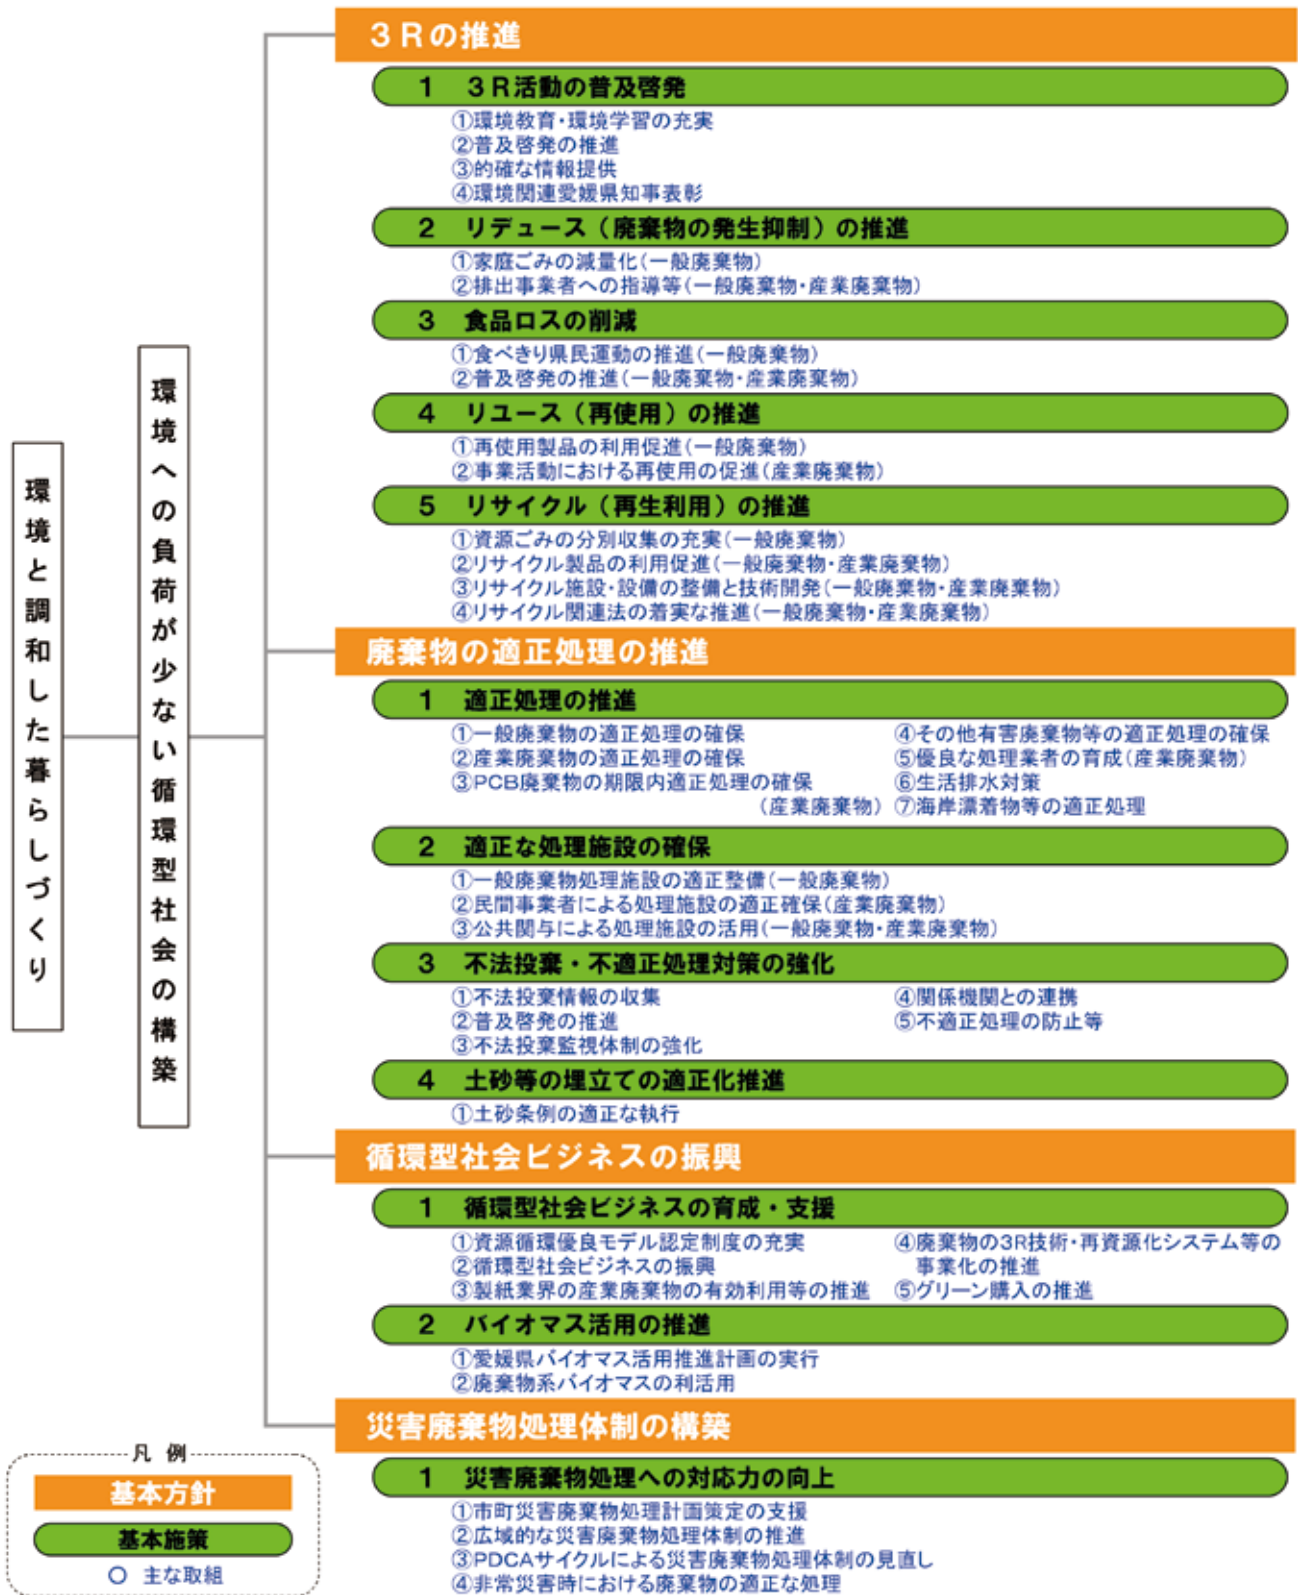 環境と調和した暮らしづくり
環境への負荷が少ない循環型社会の構築
３Ｒの推進
1 ３Ｒ活動の普及啓発
①環境教育・環境学習の充実
②普及啓発の推進
③的確な情報提供
④環境関連愛媛県知事表彰
2 リデュース（廃棄物の発生抑制）の推進
①家庭ごみの減量化(一般廃棄物)
②排出事業者への指導等(一般廃棄物・産業廃棄物)
3 食品ロスの削減
①食べきり県民運動の推進(一般廃棄物)
②普及啓発の推進(一般廃棄物・産業廃棄物)
4 リユース（再使用）の推進
①再使用製品の利用促進(一般廃棄物)
②事業活動における再使用の促進(産業廃棄物)
5 リサイクル（再生利用）の推進
①資源ごみの分別収集の充実(一般廃棄物)
②リサイクル製品の利用促進(一般廃棄物・産業廃棄物)
③リサイクル施設・設備の整備と技術開発(一般廃棄物・産業廃棄物)
④リサイクル関連法の着実な推進(一般廃棄物・産業廃棄物)
廃棄物の適正処理の推進
1 適正処理の推進
①一般廃棄物の適正処理の確保
②産業廃棄物の適正処理の確保
③PCB廃棄物の期限内適正処理の確保
(産業廃棄物)
④その他有害廃棄物等の適正処理の確保
⑤優良な処理業者の育成(産業廃棄物)
⑥生活排水対策
⑦海岸漂着物等の適正処理
2 適正な処理施設の確保
①一般廃棄物処理施設の適正整備(一般廃棄物)
②民間事業者による処理施設の適正確保(産業廃棄物)
③公共関与による処理施設の活用(一般廃棄物・産業廃棄物)
3 不法投棄・不適正処理対策の強化
①不法投棄情報の収集
②普及啓発の推進
③不法投棄監視体制の強化
④関係機関との連携
⑤不適正処理の防止等
4 土砂等の埋立ての適正化推進
①土砂条例の適正な執行
循環型社会ビジネスの振興
1 循環型社会ビジネスの育成・支援
①資源循環優良モデル認定制度の充実
②循環型社会ビジネスの振興
③製紙業界の産業廃棄物の有効利用等の推進
④廃棄物の3R技術・再資源化システム等の
事業化の推進
⑤グリーン購入の推進
2 バイオマス活用の推進
①愛媛県バイオマス活用推進計画の実行
②廃棄物系バイオマスの利活用
災害廃棄物処理体制の構築
1 災害廃棄物処理への対応力の向上
①市町災害廃棄物処理計画策定の支援
②広域的な災害廃棄物処理体制の推進
③PDCAサイクルによる災害廃棄物処理体制の見直し
④非常災害時における廃棄物の適正な処理
凡 例
基本方針
基本施策
○ 主な取組